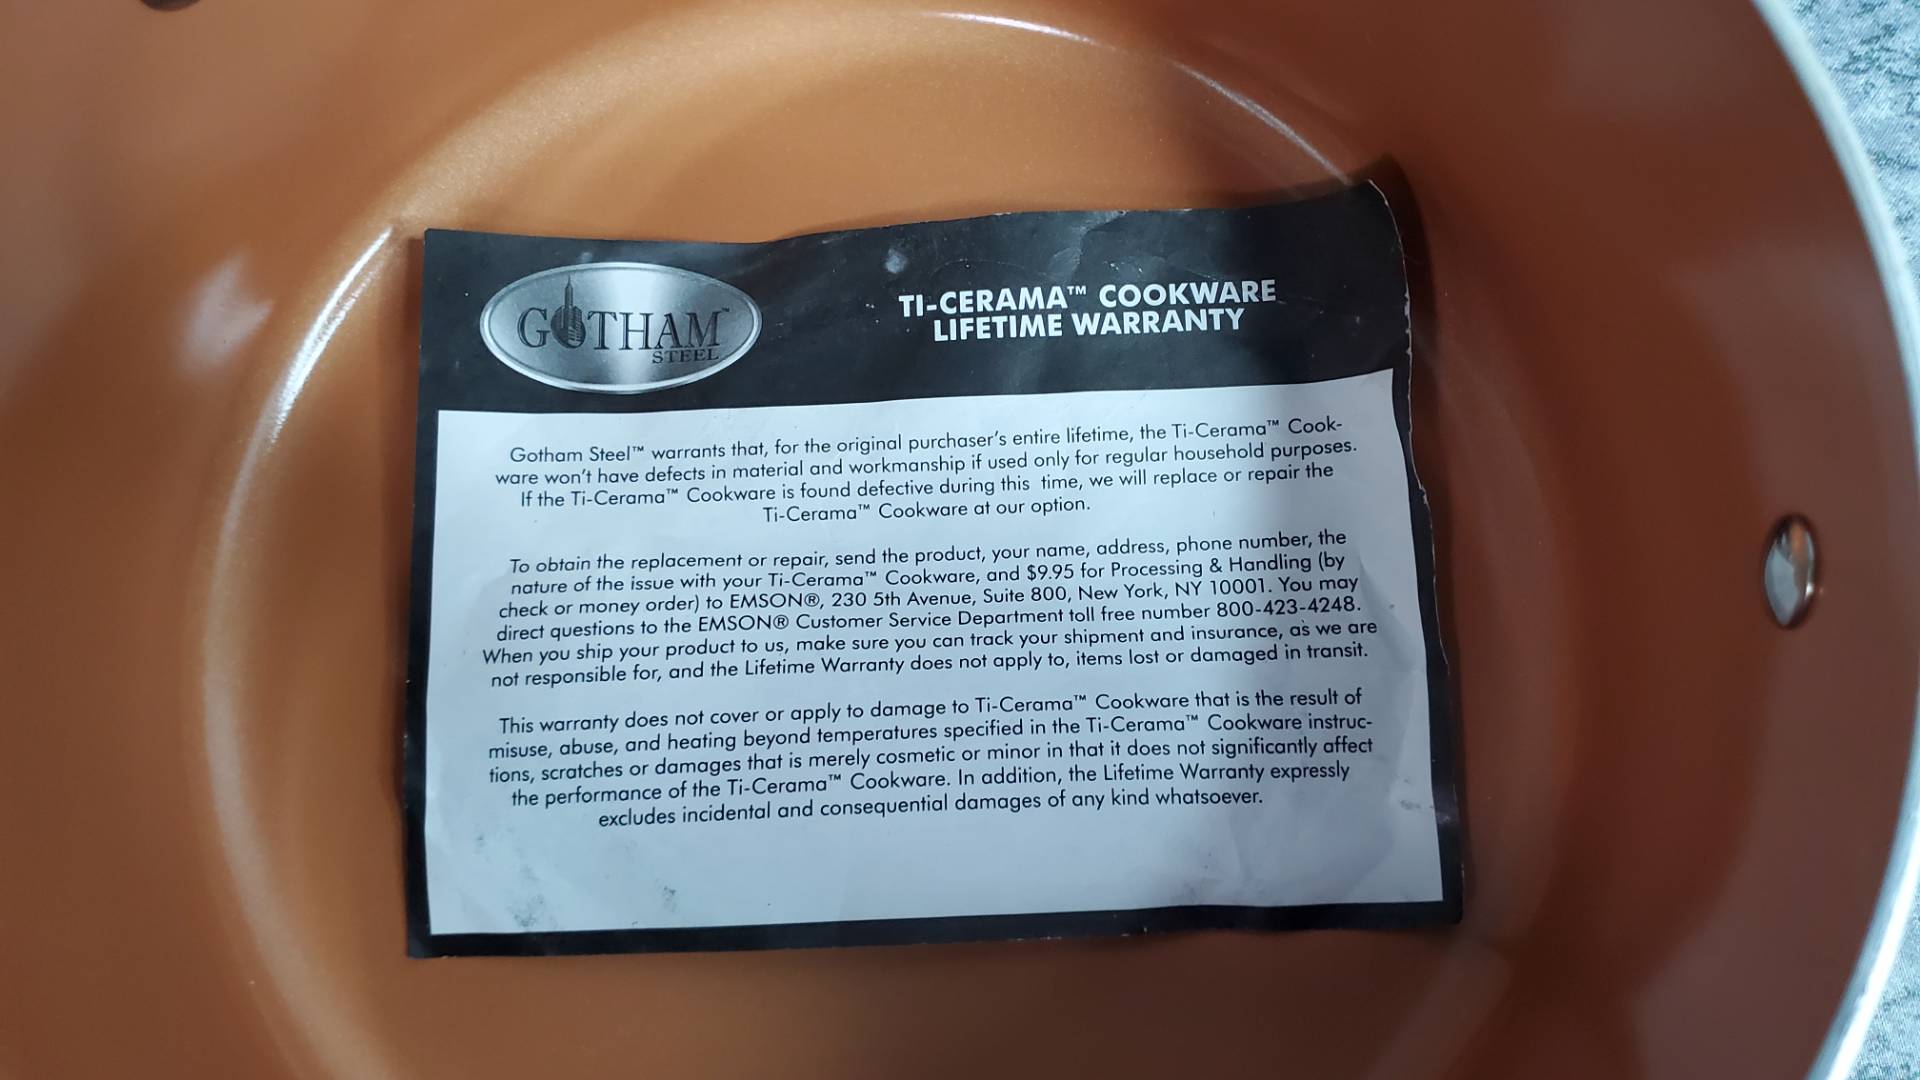 GOTHAM™
STEEL
TI-CERAMA™ COOKWARE
LIFETIME WARRANTY
Gotham Steel™ warrants that, for the original purchaser's entire lifetime, the Ti-Cerama™ Cook-
ware won't have defects in material and workmanship if used only for regular household purposes.
If the Ti-Cerama™ Cookware is found defective during this time, we will replace or repair the
Ti-Cerama™ Cookware at our option.
To obtain the replacement or repair, send the product, your name, address, phone number, the
nature of the issue with your Ti-Cerama™ Cookware, and $9.95 for Processing & Handling (by
check or money order) to EMSON®, 230 5th Avenue, Suite 800, New York, NY 10001. You may
direct questions to the EMSON® Customer Service Department toll free number 800-423-4248.
When you ship your product to us, make sure you can track your shipment and insurance, as we are
not responsible for, and the Lifetime Warranty does not apply to, items lost or damaged in transit.
This warranty does not cover or apply to damage to Ti-Cerama™ Cookware that is the result of
misuse, abuse, and heating beyond temperatures specified in the Ti-Cerama™ Cookware instruc-
tions, scratches or damages that is merely cosmetic or minor in that it does not significantly affect
the performance of the Ti-Cerama™ Cookware. In addition, the Lifetime Warranty expressly
excludes incidental and consequential damages of any kind whatsoever.